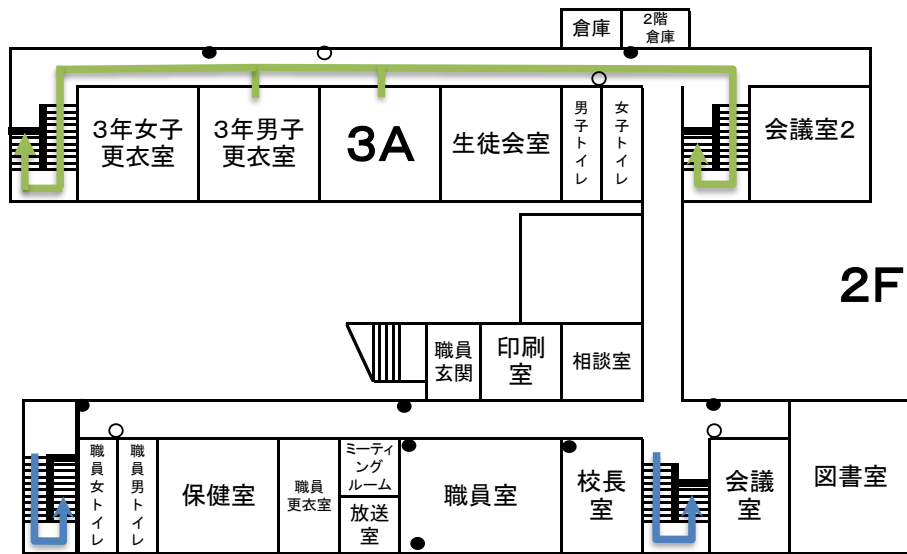 倉庫
2階
倉庫
3年女子
更衣室
3年男子
更衣室
3A
生徒会室
男子トイレ
女子トイレ
会議室2
2F
職員
玄関
印刷
室
相談室
職員女トイレ
職員男トイレ
保健室
職員
更衣室
ミーティ
ング
ルーム
放送
室
職員室
校長
室
会議
室
図書室